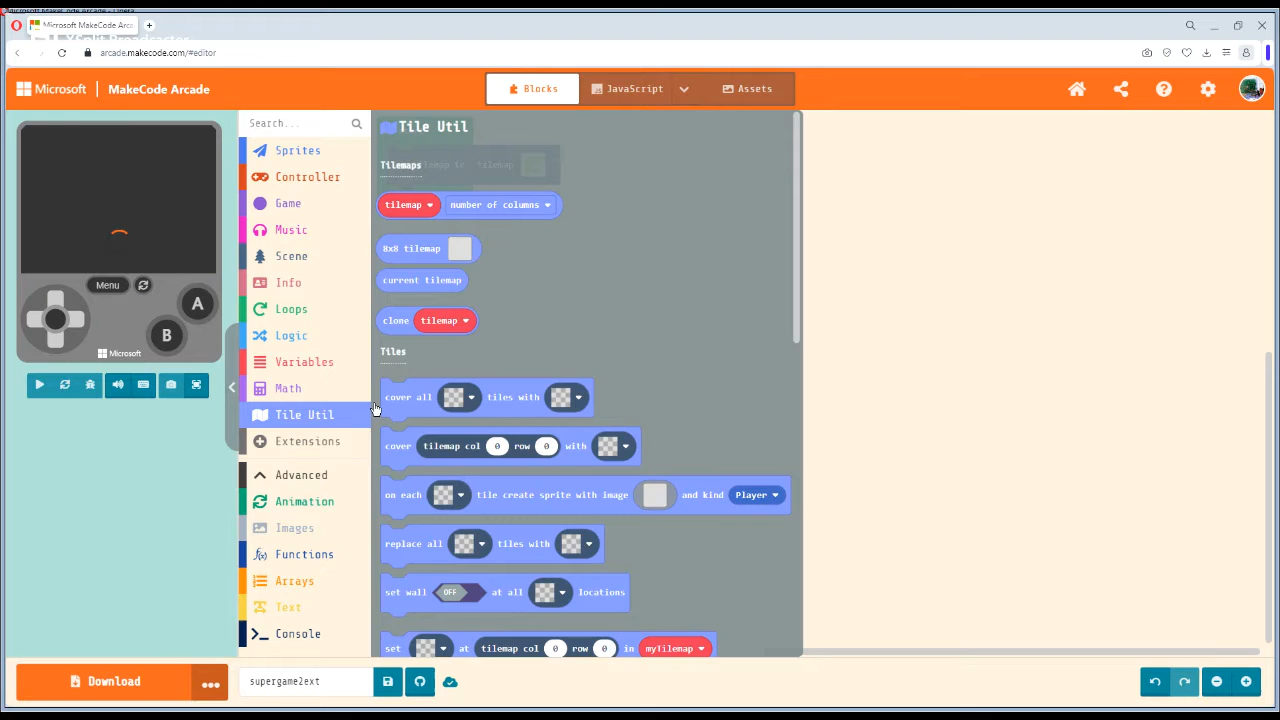 Microsoft MakeCode Arca
arcade.makecode.com/#editor
Microsoft
MakeCode Arcade
Blocks
JavaScript
Assets
Menu
A
B
Microsoft
Search...
Sprites
Controller
Game
Music
Scene
Info
Loops
Logic
Variables
Math
Tile Util
Extensions
Advanced
Animation
Images
Functions
Arrays
Text
Console
Tile Util
Tilemaps
tilemap number of columns
8x8 tilemap
current tilemap
clone tilemap
Tiles
cover all tiles with
cover tilemap col 0 row 0 with
on each tile create sprite with image and kind Player
replace all tiles with
set wall OFF at all locations
set at tilemap col 0 row 0 in myTilemap
Download
supergame2ext